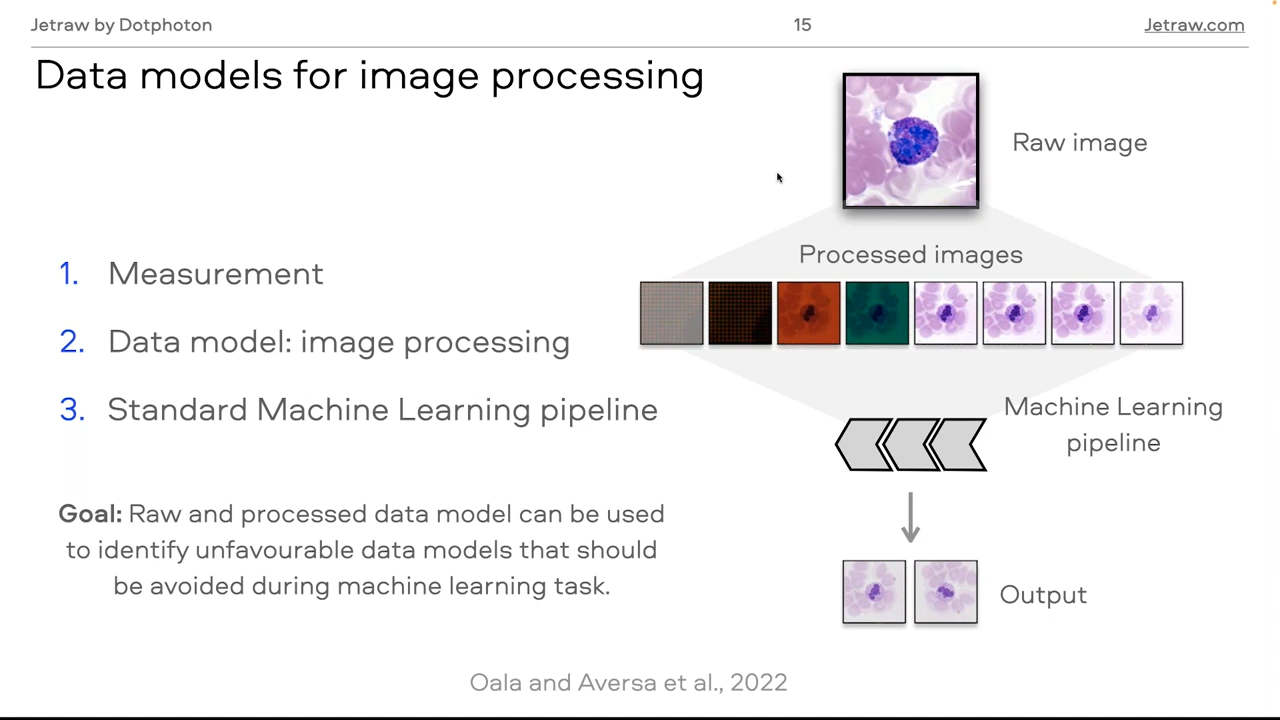 Jetraw by Dotphoton
15
Jetraw.com
Data models for image processing
Raw image
Processed images
1. Measurement
2. Data model: image processing
3. Standard Machine Learning pipeline
Machine Learning
pipeline
Goal: Raw and processed data model can be used
to identify unfavourable data models that should
be avoided during machine learning task.
Output
Oala and Aversa et al., 2022